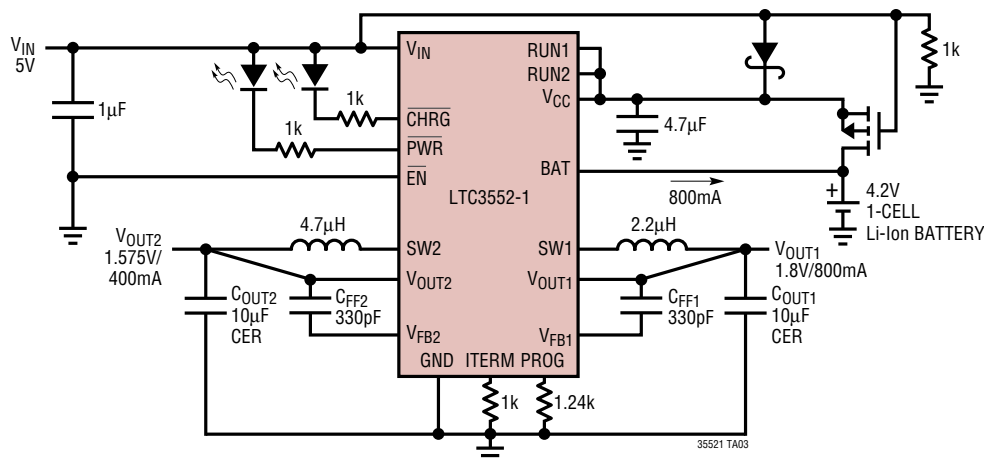 VIN
5V
1µF
1k
1k
VIN
CHRG
PWR
EN
LTC3552-1
RUN1
RUN2
VCC
BAT
4.7µF
800mA
1k
+
4.2V
1-CELL
Li-Ion BATTERY
VOUT2
1.575V/
400mA
4.7µH
SW2
VOUT2
VFB2
COUT2
10µF
CER
CFF2
330pF
SW1
VOUT1
VFB1
2.2µH
VOUT1
1.8V/800mA
CFF1
330pF
COUT1
10µF
CER
GND ITERM PROG
1k
1.24k
35521 TA03